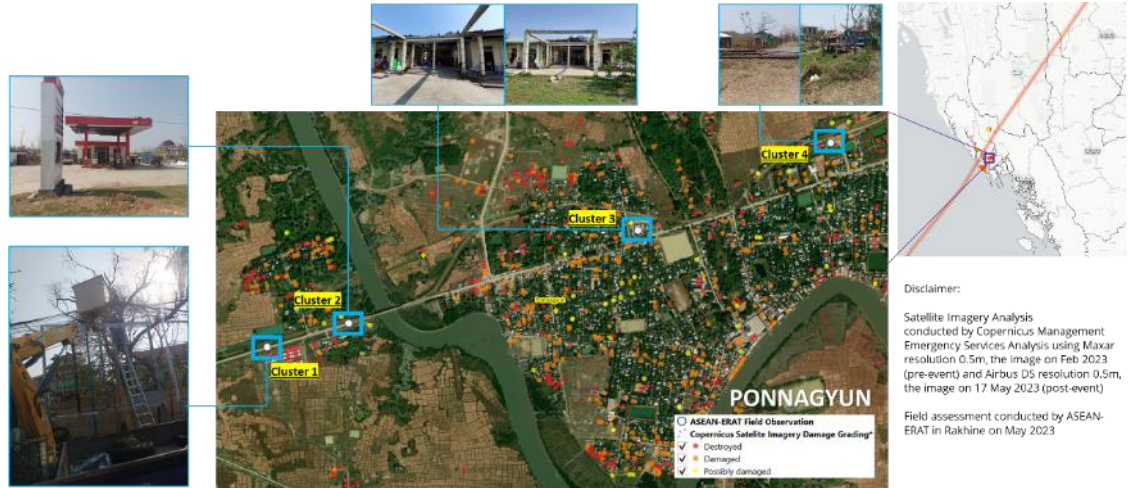 Cluster 4
Cluster 3
Cluster 2
Cluster 1
PONNAGYUN
ASEAN-ERAT Field Observation
Copernicus Satelite Imagery Damage Grading*
Destroyed
Damaged
Possibly damaged
Disclaimer:
Satellite Imagery Analysis
conducted by Copernicus Management
Emergency Services Analysis using Maxar
resolution 0.5m, the image on Feb 2023
(pre-event) and Airbus DS resolution 0.5m,
the image on 17 May 2023 (post-event)
Field assessment conducted by ASEAN-
ERAT in Rakhine on May 2023